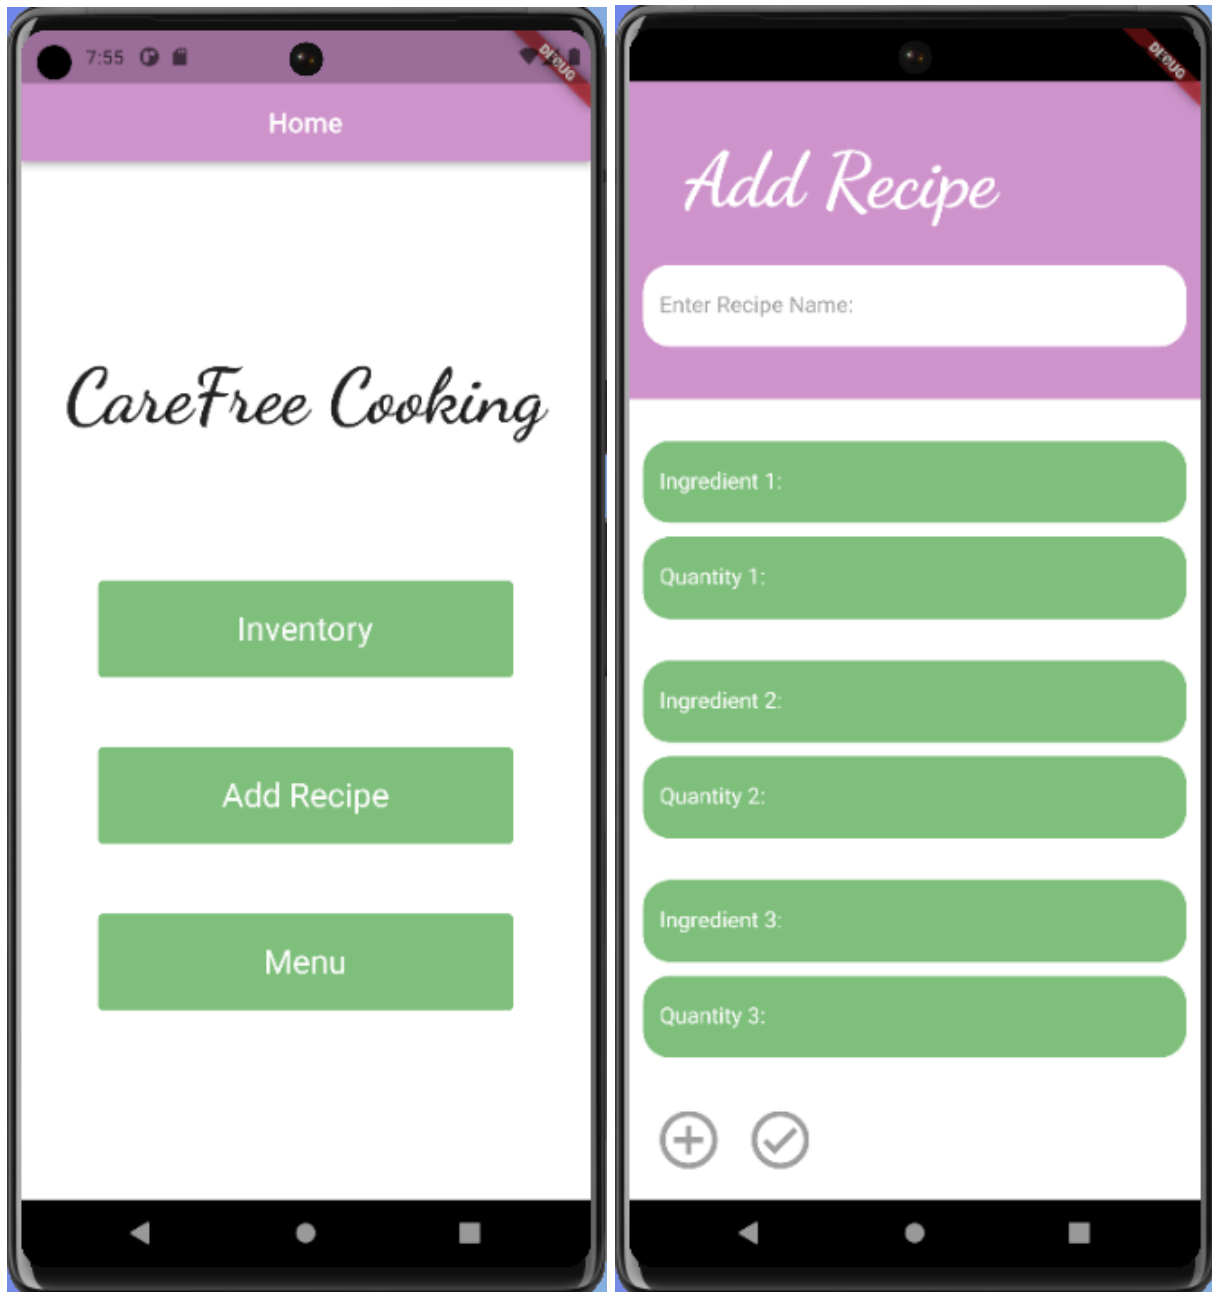 7:55
DEBUG
Home
CareFree Cooking
Inventory
Add Recipe
Menu
DEBUG
Add Recipe
Enter Recipe Name:
Ingredient 1:
Quantity 1:
Ingredient 2:
Quantity 2:
Ingredient 3:
Quantity 3: